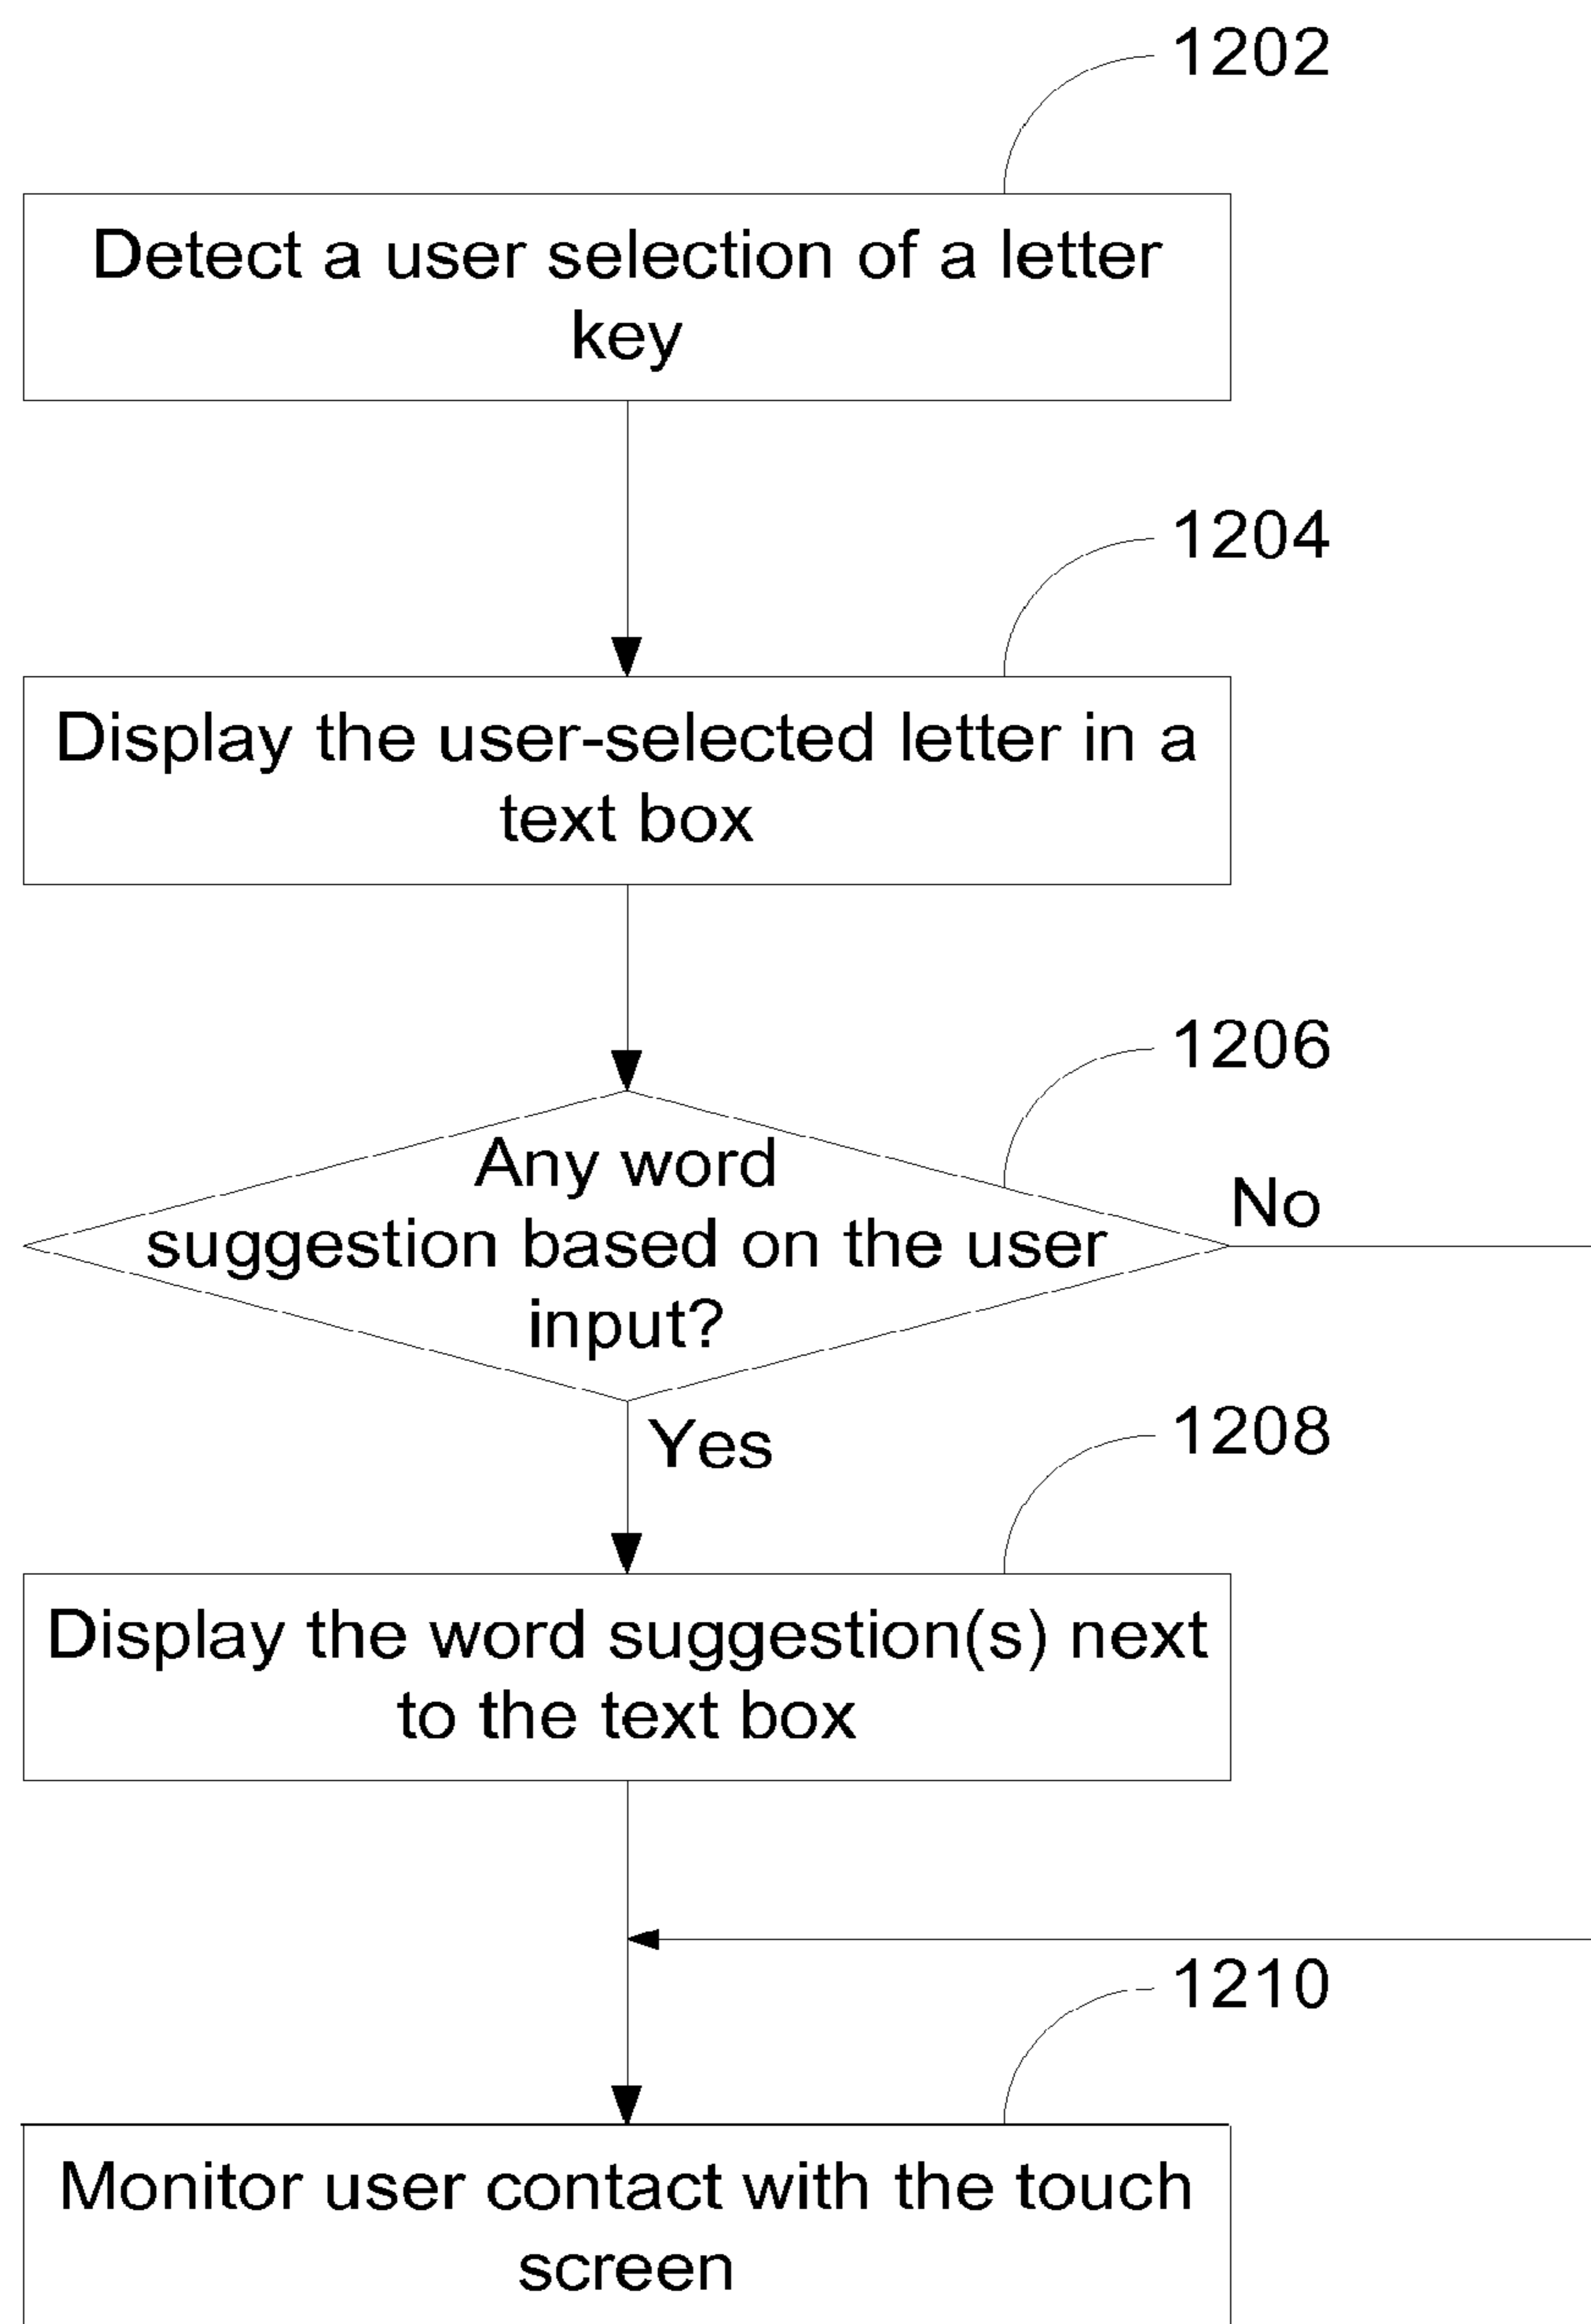 1202
Detect a user selection of a letter
key
1204
Display the user-selected letter in a
text box
1206
Any word
suggestion based on the user
input?
No
Yes
1208
Display the word suggestion(s) next
to the text box
1210
Monitor user contact with the touch
screen